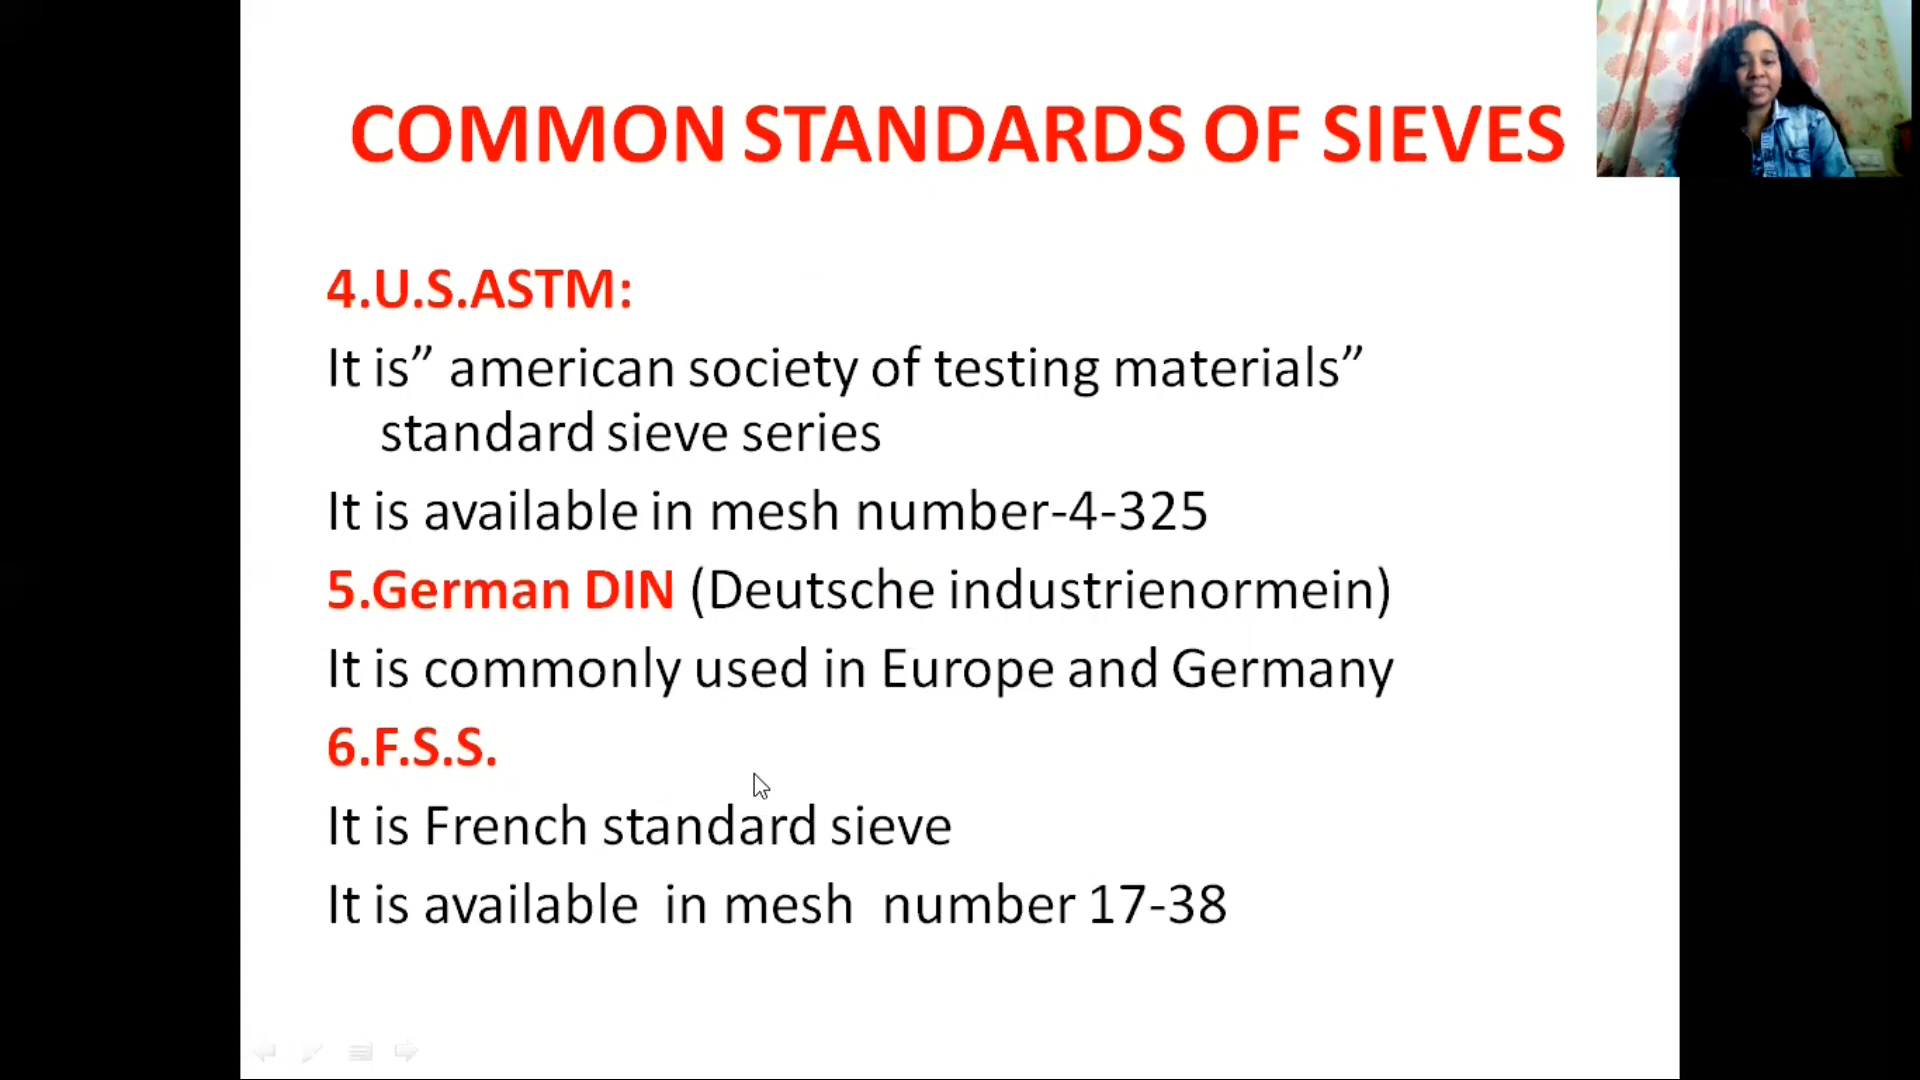 COMMON STANDARDS OF SIEVES
4.U.S.ASTM:
It is” american society of testing materials”
standard sieve series
It is available in mesh number-4-325
5.German DIN (Deutsche industrienormein)
It is commonly used in Europe and Germany
6.F.S.S.
It is French standard sieve
It is available in mesh number 17-38